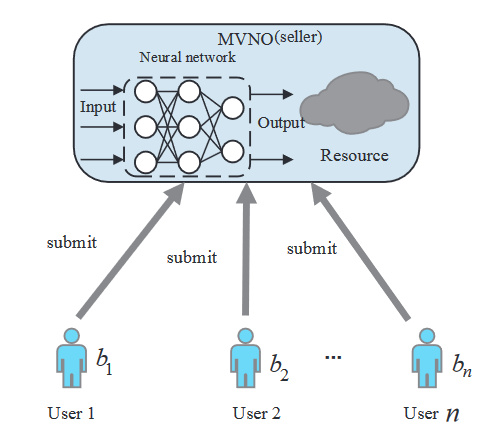 MVNO(seller)
Neural network
Input
Output
Resource
submit
submit
submit
b1
b2
...
bn
User 1
User 2
User n